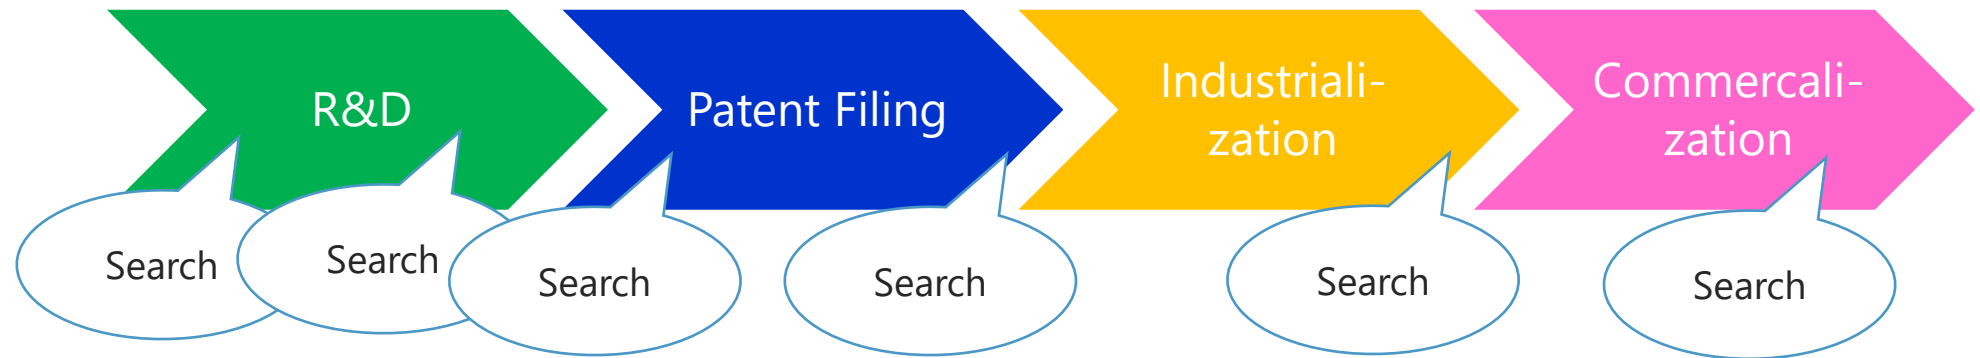 R&D
Patent Filing
Industriali-
zation
Commercali-
zation
Search
Search
Search
Search
Search
Search